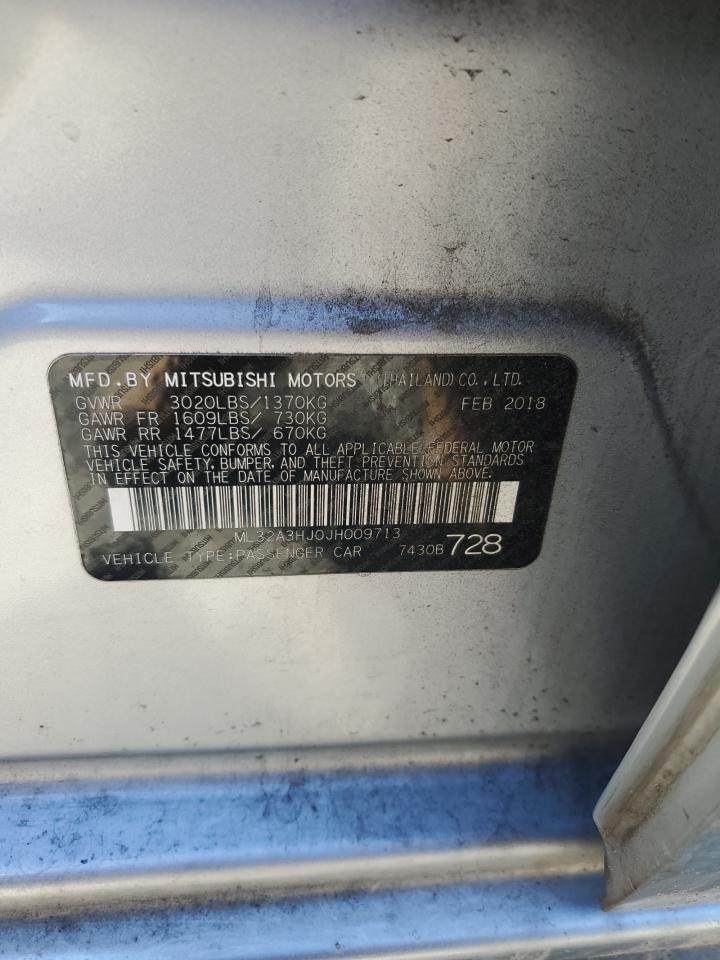 MFD.BY MITSUBISHI MOTORS (THAILAND)CO.,LTD.
GVWR 3020LBS/1370KG FEB 2018
GAWR FR 1609LBS/ 730KG
GAWR RR 1477LBS/ 670KG
THIS VEHICLE CONFORMS TO ALL APPLICABLE FEDERAL MOTOR
VEHICLE SAFETY, BUMPER, AND THEFT PREVENTION STANDARDS
IN EFFECT ON THE DATE OF MANUFACTURE SHOWN ABOVE.
ML32A3HJ0JH009713
VEHICLE TYPE:PASSENGER CAR 7430B 728